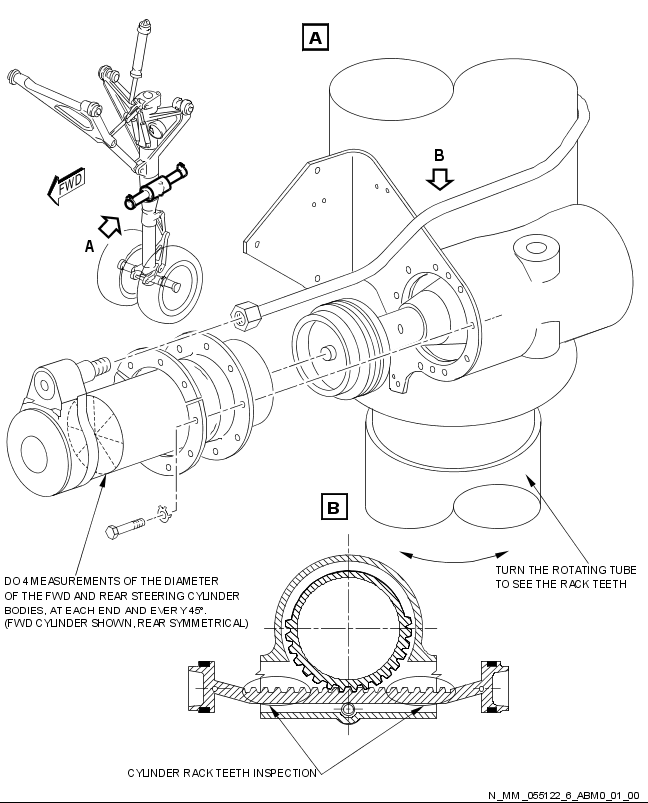 A
B
FWD
A
B
DO 4 MEASUREMENTS OF THE DIAMETER
OF THE FWD AND REAR STEERING CYLINDER
BODIES, AT EACH END AND EVERY 45°.
(FWD CYLINDER SHOWN, REAR SYMMETRICAL)
TURN THE ROTATING TUBE
TO SEE THE RACK TEETH
CYLINDER RACK TEETH INSPECTION
N_MM_055122_6_ABM0_01_00